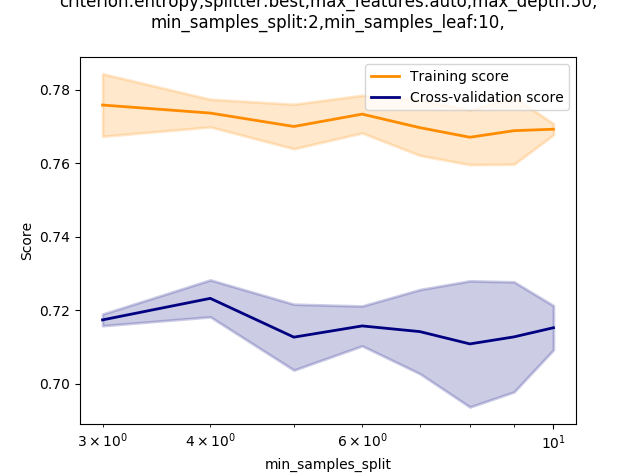 criterion:entropy,splitter:best,max_features:auto,max_depth:50,
min_samples_split:2,min_samples_leaf:10,
Training score
Cross-validation score
0.78
0.76
0.74
0.72
0.70
Score
3 × 10⁰
4 × 10⁰
6 × 10⁰
10¹
min_samples_split